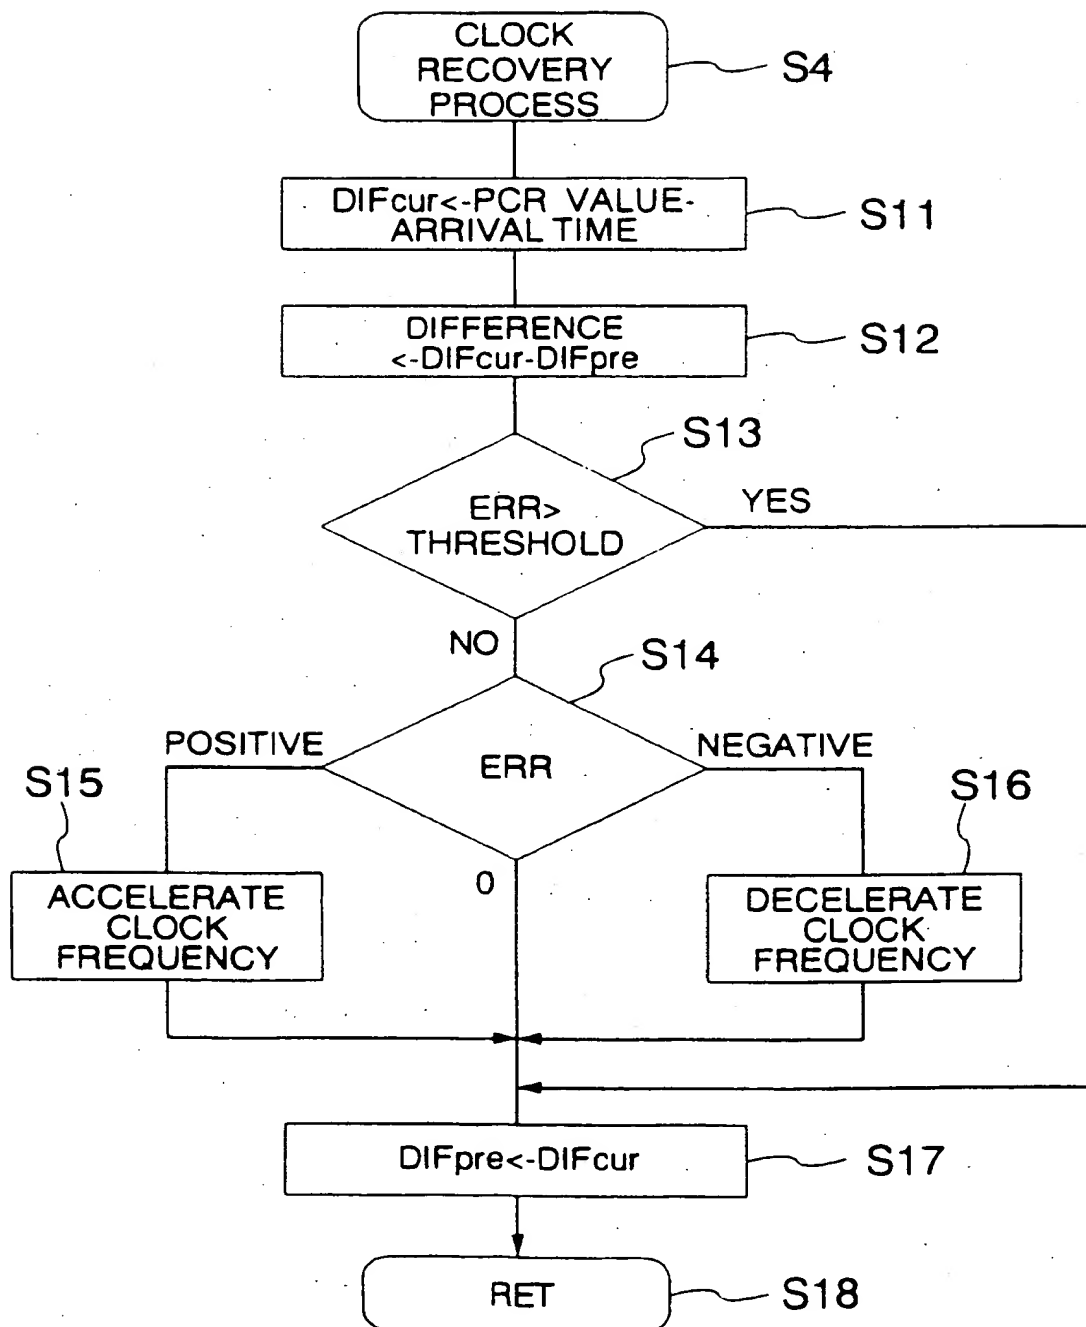 CLOCK
RECOVERY
PROCESS
S4
DIFcur<-PCR VALUE-
ARRIVAL TIME
S11
DIFFERENCE
<-DIFcur-DIFpre
S12
S13
ERR>
THRESHOLD
YES
NO
S14
POSITIVE
ERR
NEGATIVE
S15
S16
ACCELERATE
CLOCK
FREQUENCY
0
DECELERATE
CLOCK
FREQUENCY
DIFpre<-DIFcur
S17
RET
S18